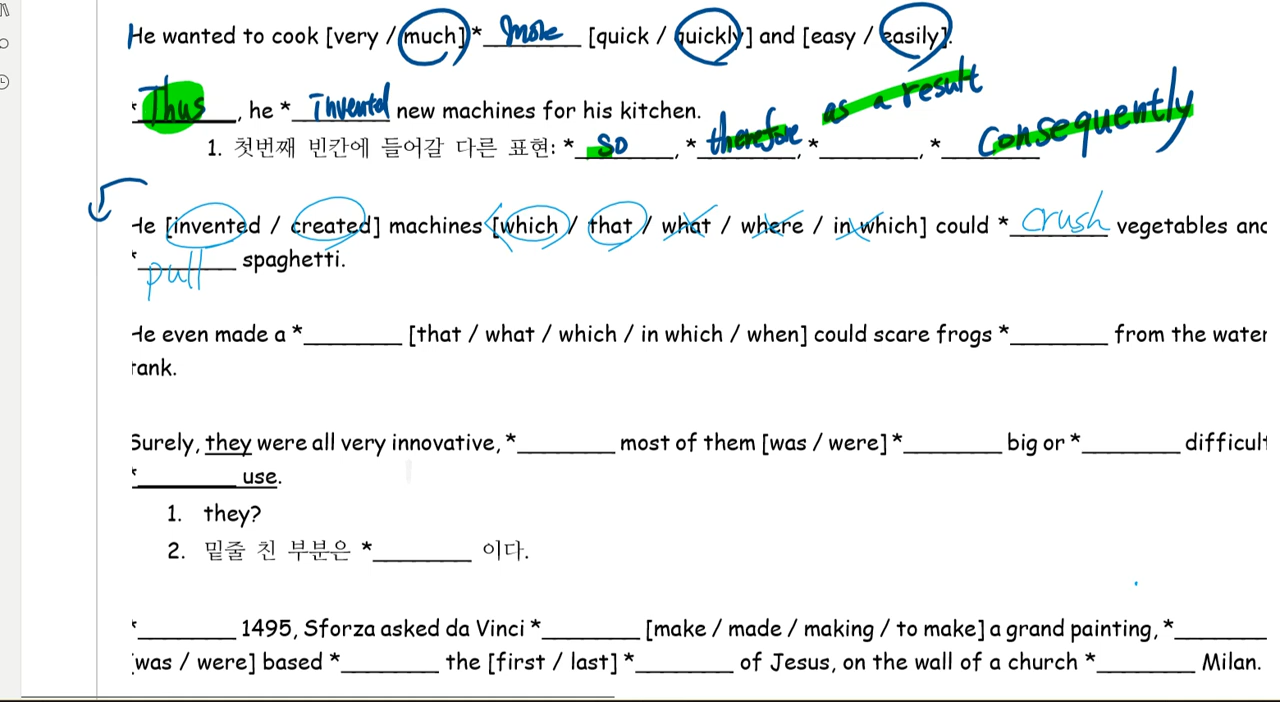 He wanted to cook [very / much] * more [quick / quickly] and [easy / easily].
* Thus, he * invented new machines for his kitchen.
1. 첫번째 빈칸에 들어갈 다른 표현: * so, * therefore, * as a result, * Consequently
He [invented / created] machines [which / that / what / where / in which] could * crush vegetables and
* pull spaghetti.
He even made a *________ [that / what / which / in which / when] could scare frogs *________ from the water
tank.
Surely, they were all very innovative, *________ most of them [was / were] *________ big or *________ difficult
*________ use.
1. they?
2. 밑줄 친 부분은 *________ 이다.
*________ 1495, Sforza asked da Vinci *________ [make / made / making / to make] a grand painting, *________
[was / were] based *________ the [first / last] *________ of Jesus, on the wall of a church *________ Milan.